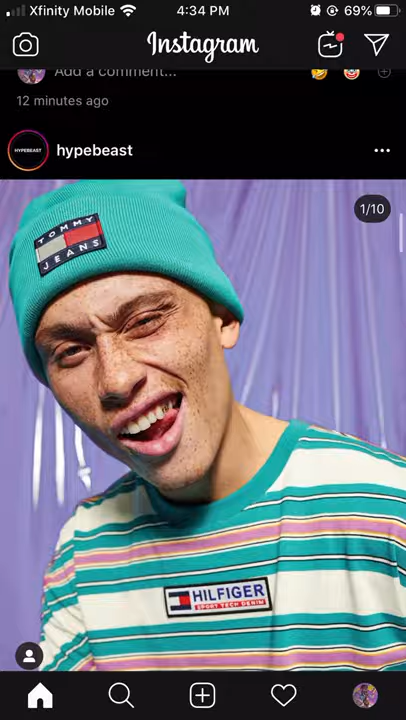 Xfinity Mobile 4:34 PM 69%
Instagram
Add a comment...
12 minutes ago
HYPEBEAST
hypebeast
1/10
TOMMY
JEANS
HILFIGER
SPORT TECH DENIM